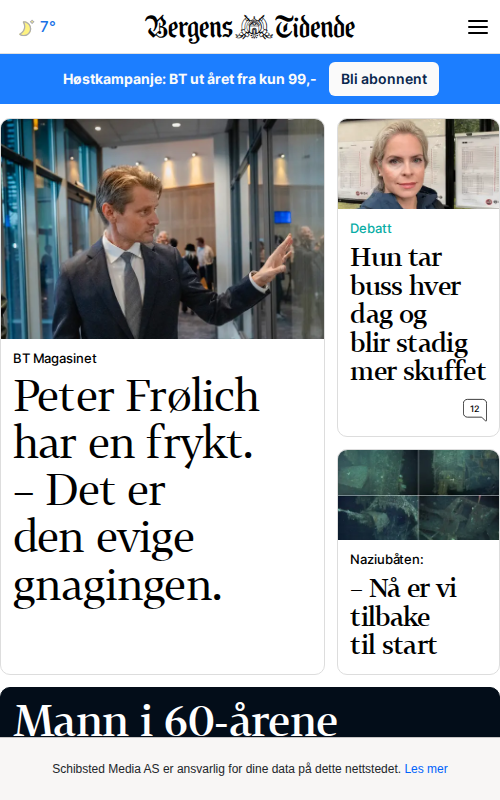 7°
Bergens Tidende
Høstkampanje: BT ut året fra kun 99,-
Bli abonnent
BT Magasinet
Peter Frølich
har en frykt.
– Det er
den evige
gnagingen.
Debatt
Hun tar
buss hver
dag og
blir stadig
mer skuffet
12
Naziubåten:
– Nå er vi
tilbake
til start
Mann i 60-årene
Schibsted Media AS er ansvarlig for dine data på dette nettstedet. Les mer